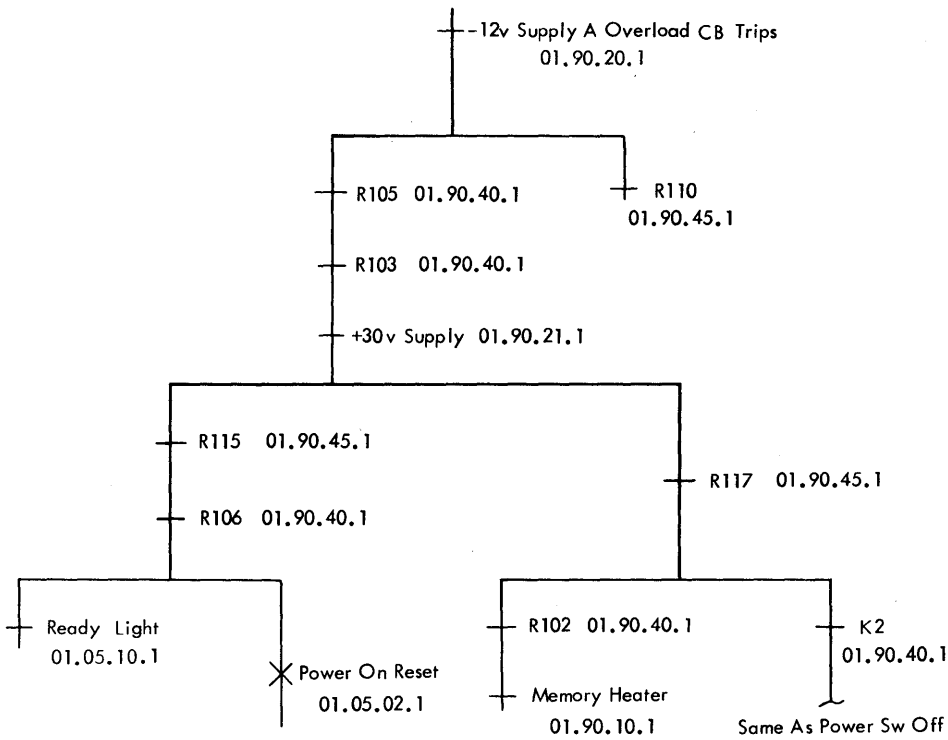 -12v Supply A Overload CB Trips
01.90.20.1
R105 01.90.40.1
R110
01.90.45.1
R103 01.90.40.1
+30v Supply 01.90.21.1
R115 01.90.45.1
R117 01.90.45.1
R106 01.90.40.1
Ready Light
01.05.10.1
Power On Reset
01.05.02.1
R102 01.90.40.1
Memory Heater
01.90.10.1
K2
01.90.40.1
Same As Power Sw Off